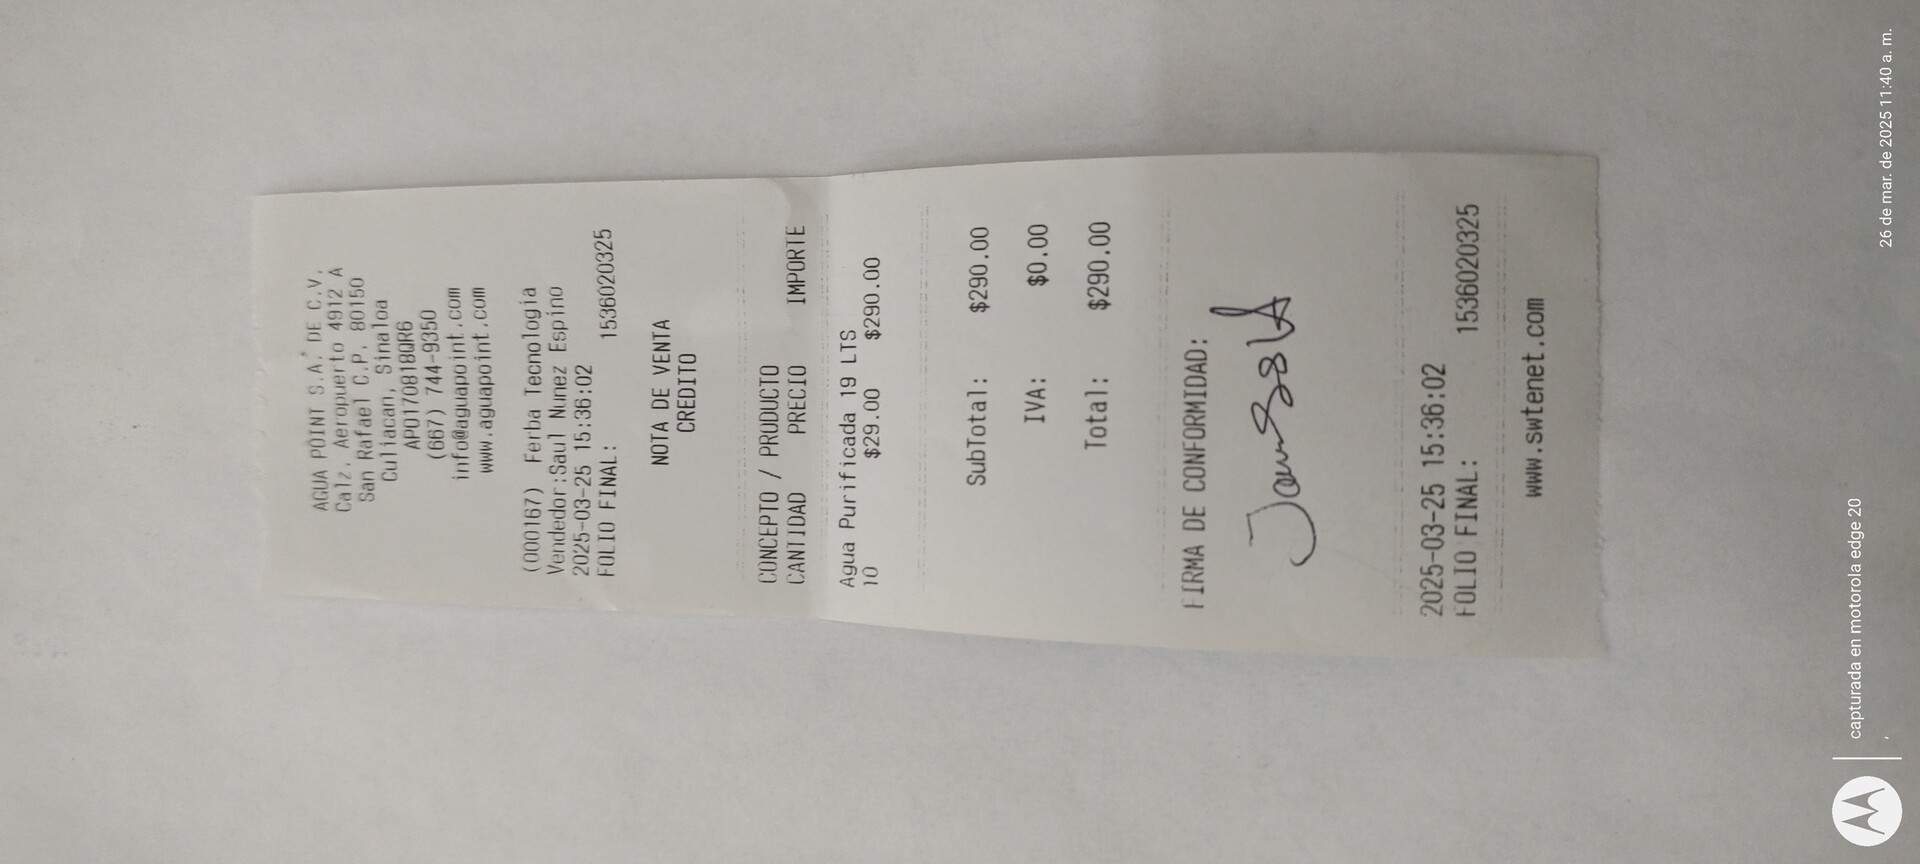 AGUA POINT S.A. DE C.V.
Calz. Aeropuerto 4912 A
San Rafael C.P. 80150
Culiacan, Sinaloa
APO170818QR6
(667) 744-9350
info@aguapoint.com
www.aguapoint.com
(000167) Ferba Tecnologia
Vendedor:Saul Nunez Espino
2025-03-25 15:36:02
FOLIO FINAL: 1536020325
NOTA DE VENTA
CREDITO
CONCEPTO / PRODUCTO
CANTIDAD PRECIO IMPORTE
Agua Purificada 19 LTS
10 $29.00 $290.00
SubTotal: $290.00
IVA: $0.00
Total: $290.00
FIRMA DE CONFORMIDAD:
2025-03-25 15:36:02
FOLIO FINAL: 1536020325
www.swtenet.com
capturada en motorola edge 20
26 de mar. de 2025 11:40 a. m.